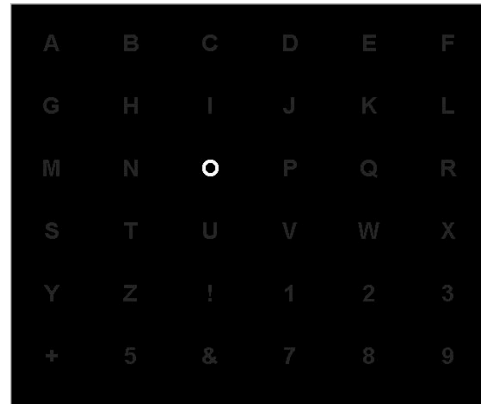 A B C D E F
G H I J K L
M N O P Q R
S T U V W X
Y Z ! 1 2 3
+ 5 & 7 8 9